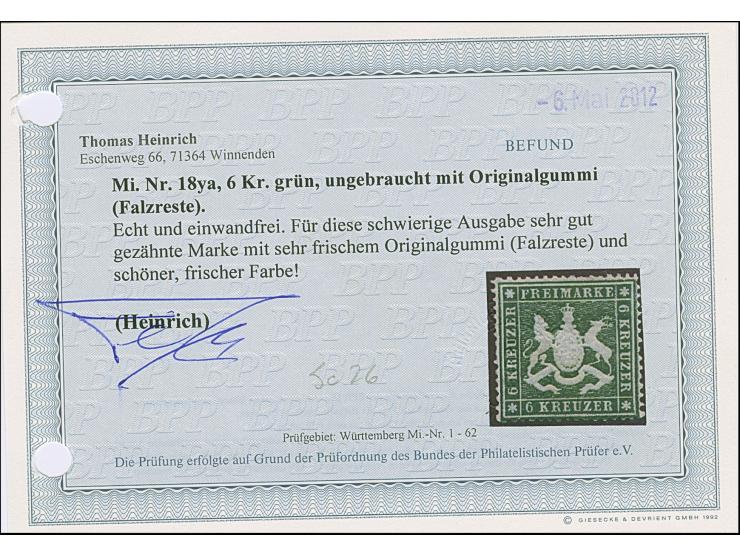 - 6. Mai 2012
Thomas Heinrich
Eschenweg 66, 71364 Winnenden
BEFUND
Mi. Nr. 18ya, 6 Kr. grün, ungebraucht mit Originalgummi
(Falzreste).
Echt und einwandfrei. Für diese schwierige Ausgabe sehr gut
gezähnte Marke mit sehr frischem Originalgummi (Falzreste) und
schöner, frischer Farbe!
(Heinrich)
FREIMARKE
6 KREUZER
6 KREUZER
6 KREUZER
Prüfgebiet: Württemberg Mi.-Nr. 1 - 62
Die Prüfung erfolgte auf Grund der Prüfordnung des Bundes der Philatelistischen Prüfer e.V.
© GIESECKE & DEVRIENT GMBH 1992